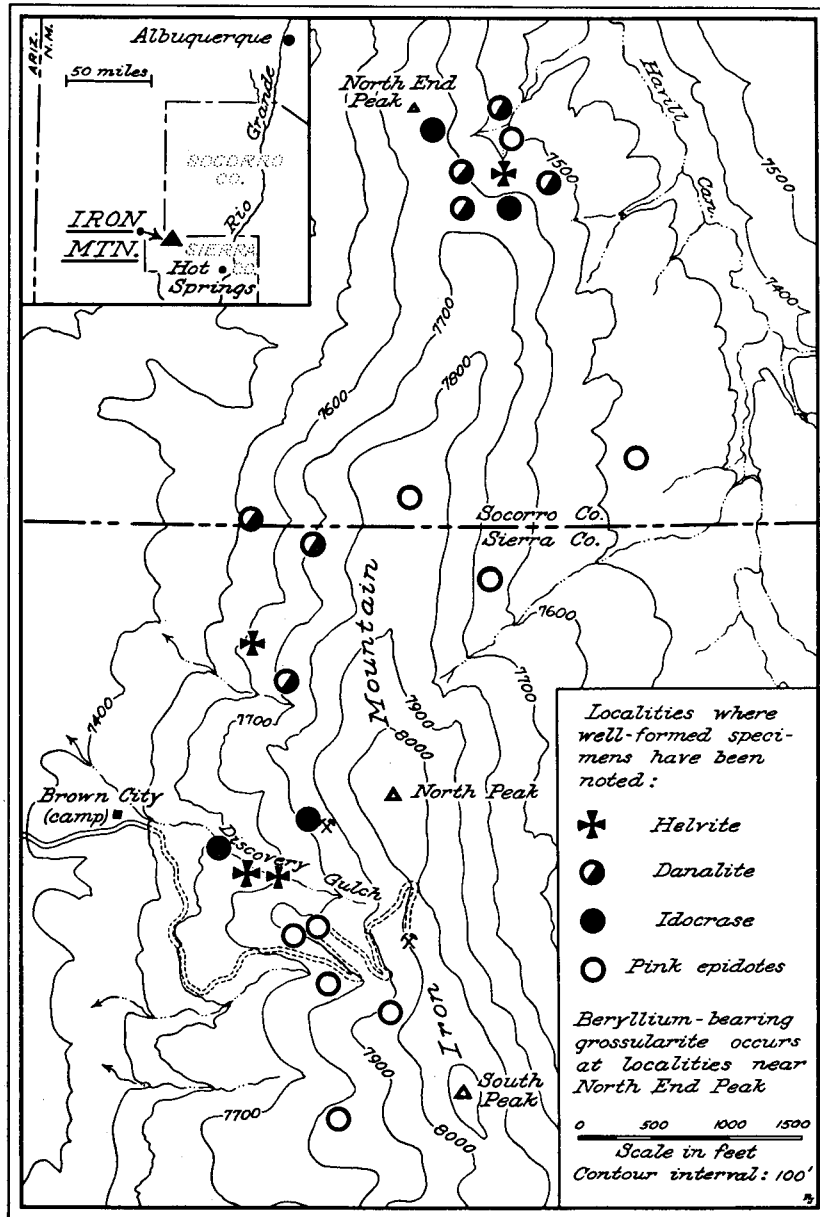 ARIZ.
N.M.
Albuquerque
50 miles
Rio Grande
SOCORRO
CO.
IRON
MTN.
SIERRA
CO.
Hot
Springs
North End
Peak
Harill
Can.
7500
7500
7400
7700
7800
7600
Socorro Co.
Sierra Co.
7600
7700
Iron Mountain
7700
7900
8000
7400
North Peak
Brown City
(camp)
Discovery
Gulch
7900
South
Peak
7700
8000
Localities where
well-formed speci-
mens have been
noted:
Helvite
Danalite
Idocrase
Pink epidotes
Beryllium-bearing
grossularite occurs
at localities near
North End Peak
0 500 1000 1500
Scale in feet
Contour interval: 100'